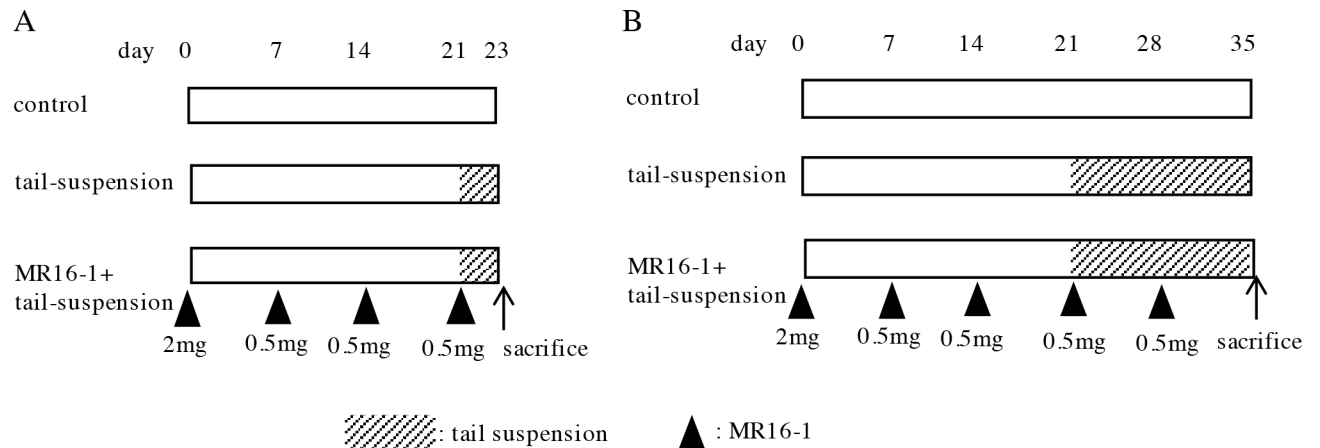 A
day 0 7 14 21 23
control
tail-suspension
MR16-1+
tail-suspension
2mg 0.5mg 0.5mg 0.5mg sacrifice
B
day 0 7 14 21 28 35
control
tail-suspension
MR16-1+
tail-suspension
2mg 0.5mg 0.5mg 0.5mg 0.5mg sacrifice
: tail suspension
: MR16-1